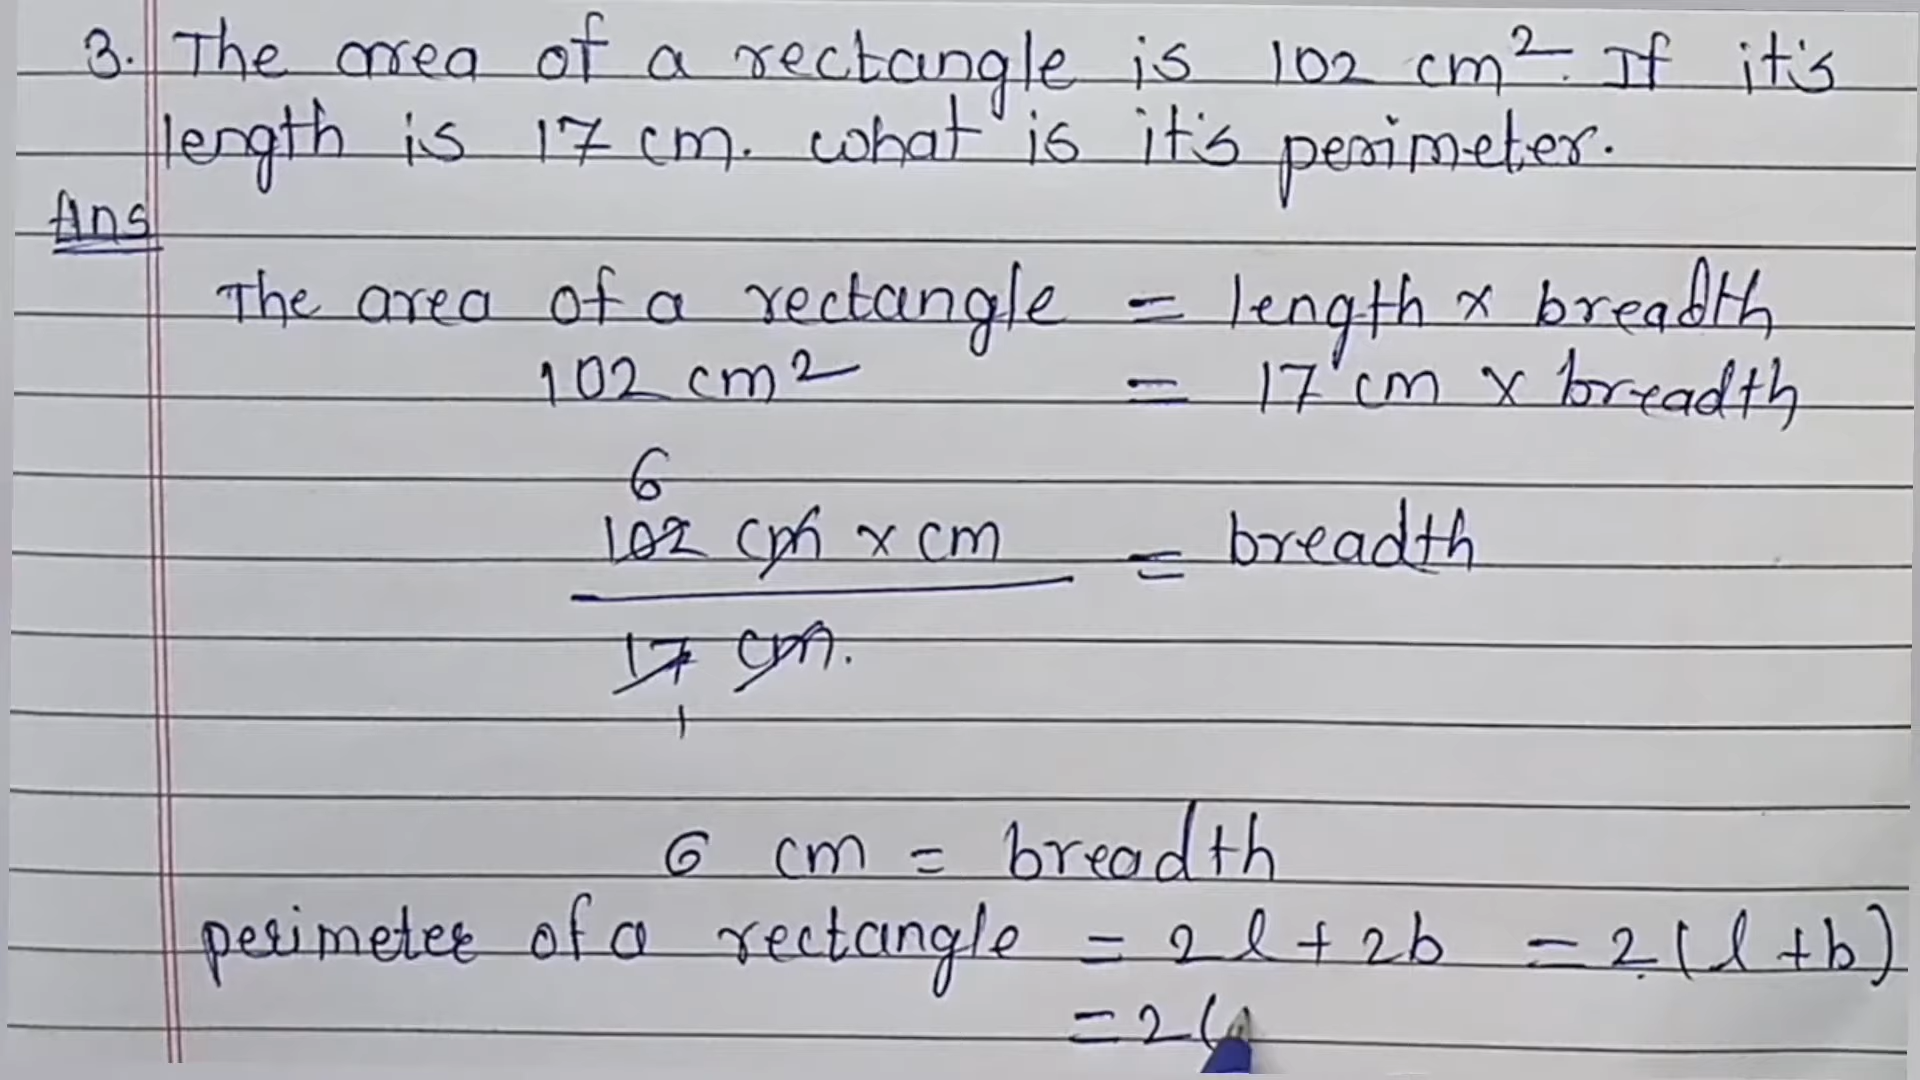 3. The area of a rectangle is 102 cm². If it's
length is 17 cm. what is it's perimeter.
Ans
The area of a rectangle = length x breadth
102 cm² = 17 cm x breadth
6
102 cm x cm = breadth
17 cm.
1
6 cm = breadth
perimeter of a rectangle = 2l + 2b = 2(l+b)
= 2(